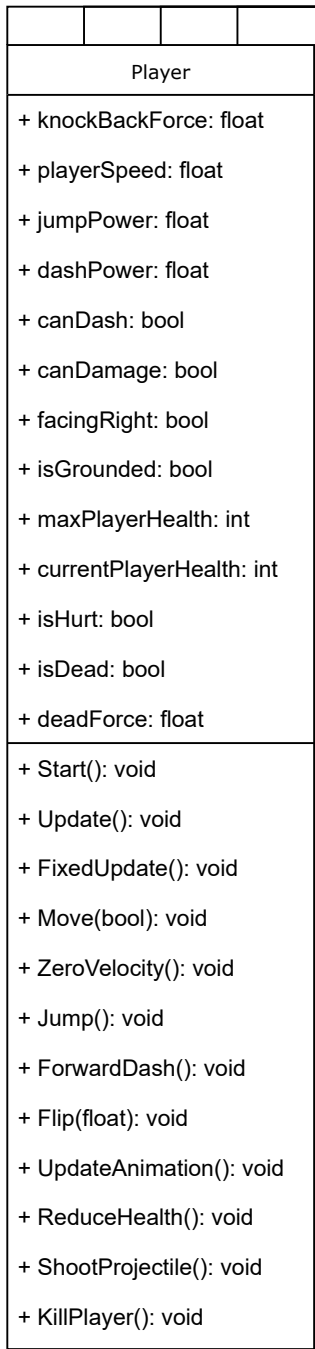 Player
+ knockBackForce: float
+ playerSpeed: float
+ jumpPower: float
+ dashPower: float
+ canDash: bool
+ canDamage: bool
+ facingRight: bool
+ isGrounded: bool
+ maxPlayerHealth: int
+ currentPlayerHealth: int
+ isHurt: bool
+ isDead: bool
+ deadForce: float
+ Start(): void
+ Update(): void
+ FixedUpdate(): void
+ Move(bool): void
+ ZeroVelocity(): void
+ Jump(): void
+ ForwardDash(): void
+ Flip(float): void
+ UpdateAnimation(): void
+ ReduceHealth(): void
+ ShootProjectile(): void
+ KillPlayer(): void